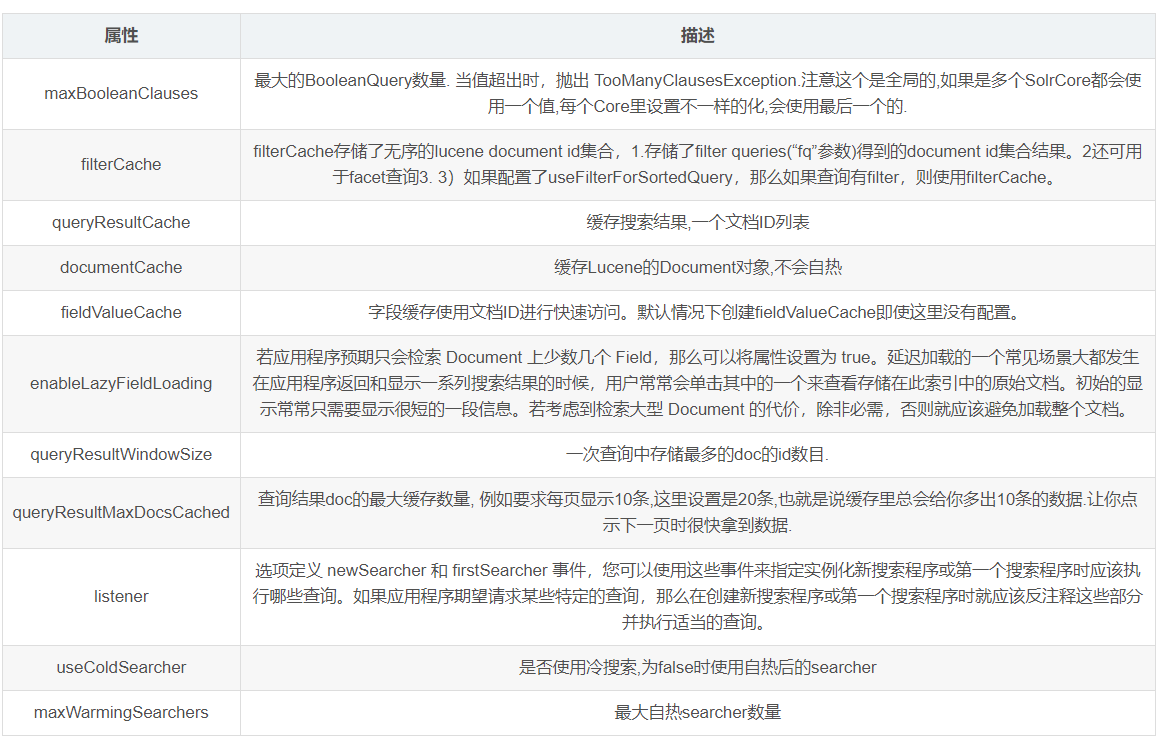 属性
描述
maxBooleanClauses
最大的BooleanQuery数量. 当值超出时，抛出 TooManyClausesException.注意这个是全局的,如果是多个SolrCore都会使
用一个值,每个Core里设置不一样的化,会使用最后一个的.
filterCache
filterCache存储了无序的lucene document id集合，1.存储了filter queries(“fq”参数)得到的document id集合结果。2还可用
于facet查询3. 3）如果配置了useFilterForSortedQuery，那么如果查询有filter，则使用filterCache。
queryResultCache
缓存搜索结果,一个文档ID列表
documentCache
缓存Lucene的Document对象,不会自热
fieldValueCache
字段缓存使用文档ID进行快速访问。默认情况下创建fieldValueCache即使这里没有配置。
enableLazyFieldLoading
若应用程序预期只会检索 Document 上少数几个 Field，那么可以将属性设置为 true。延迟加载的一个常见场景大都发生
在应用程序返回和显示一系列搜索结果的时候，用户常常会单击其中的一个来查看存储在此索引中的原始文档。初始的显
示常常只需要显示很短的一段信息。若考虑到检索大型 Document 的代价，除非必需，否则就应该避免加载整个文档。
queryResultWindowSize
一次查询中存储最多的doc的id数目.
queryResultMaxDocsCached
查询结果doc的最大缓存数量, 例如要求每页显示10条,这里设置是20条,也就是说缓存里总会给你多出10条的数据.让你点
示下一页时很快拿到数据.
listener
选项定义 newSearcher 和 firstSearcher 事件，您可以使用这些事件来指定实例化新搜索程序或第一个搜索程序时应该执
行哪些查询。如果应用程序期望请求某些特定的查询，那么在创建新搜索程序或第一个搜索程序时就应该反注释这些部分
并执行适当的查询。
useColdSearcher
是否使用冷搜索,为false时使用自热后的searcher
maxWarmingSearchers
最大自热searcher数量